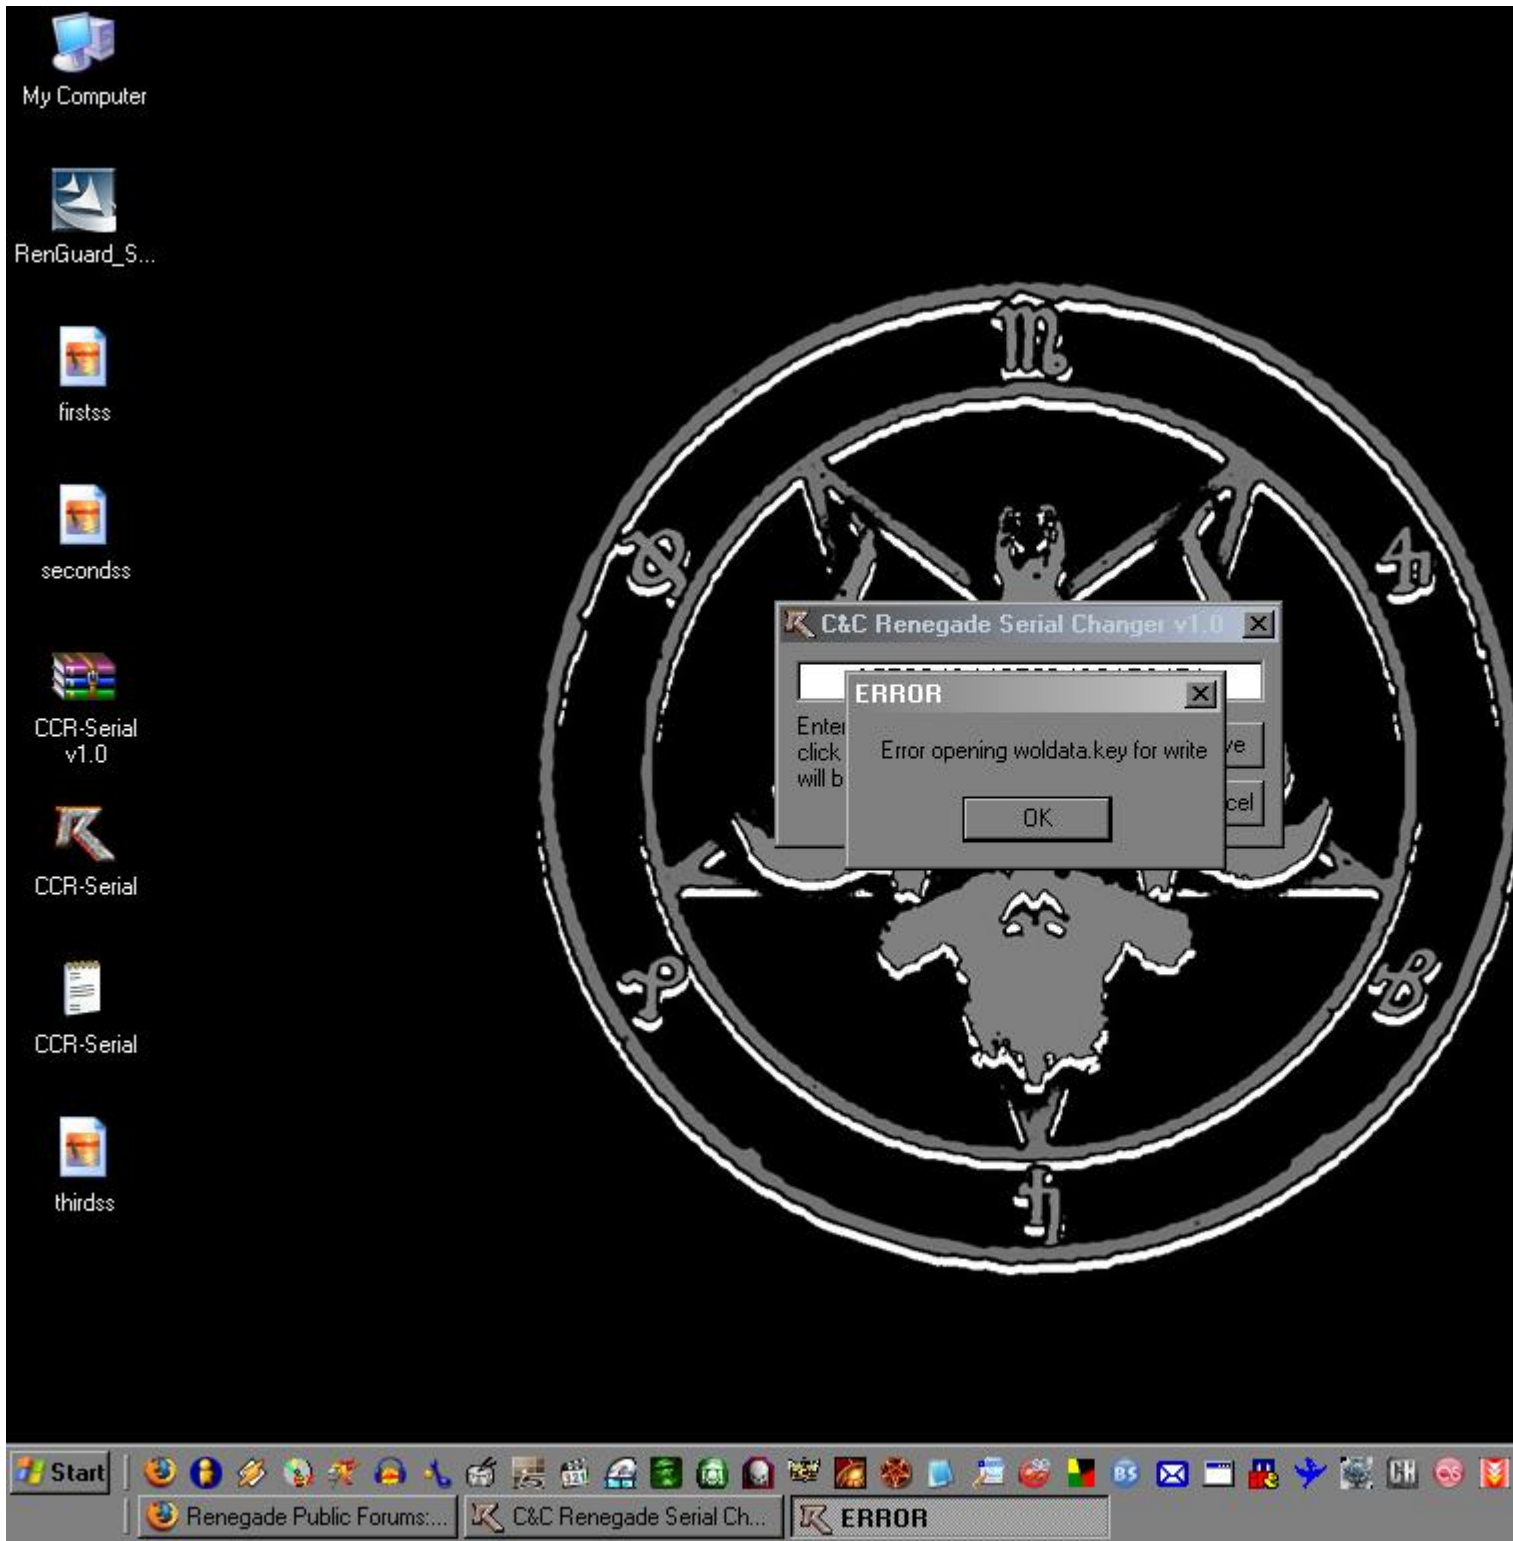 My Computer
RenGuard_S...
firstss
secondss
CCR-Serial
v1.0
CCR-Serial
CCR-Serial
thirdss
C&C Renegade Serial Changer v1.0
ERROR
Enter
click
will b
Error opening woldata.key for write
ve
cel
OK
Start
BS
Renegade Public Forums:...
C&C Renegade Serial Ch...
ERROR